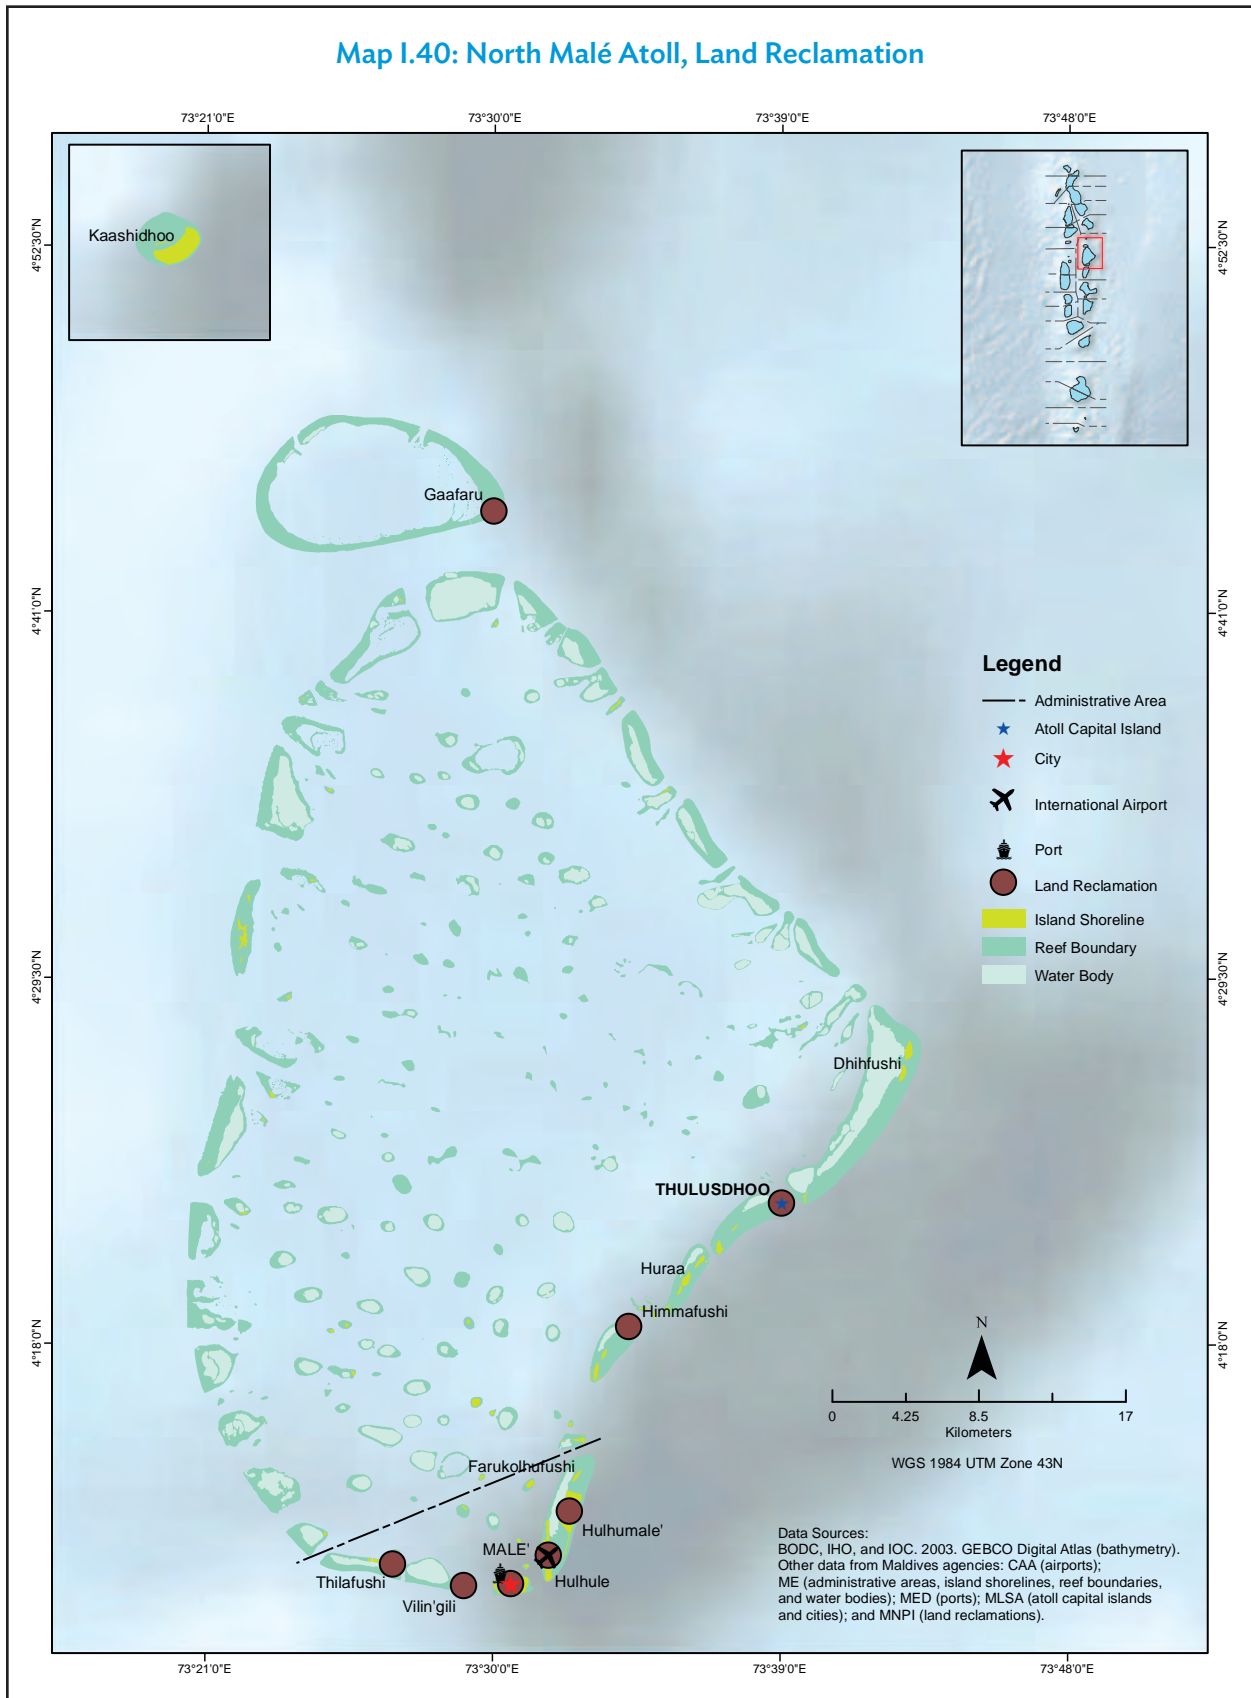 Map I.40: North Malé Atoll, Land Reclamation
73°21'0"E
73°30'0"E
73°39'0"E
73°48'0"E
Kaashidhoo
4°52'30"N
4°52'30"N
Gaafaru
4°41'0"N
4°41'0"N
Legend
Administrative Area
Atoll Capital Island
City
International Airport
Port
Land Reclamation
Island Shoreline
Reef Boundary
Water Body
4°29'30"N
4°29'30"N
Dhihfushi
THULUSDHOO
Huraa
Himmafushi
4°18'0"N
4°18'0"N
N
0
4.25
8.5
17
Kilometers
WGS 1984 UTM Zone 43N
Farukolhufushi
Hulhumale'
MALE'
Hulhule
Thilafushi
Vilin'gili
Data Sources:
BODC, IHO, and IOC. 2003. GEBCO Digital Atlas (bathymetry).
Other data from Maldives agencies: CAA (airports);
ME (administrative areas, island shorelines, reef boundaries,
and water bodies); MED (ports); MLSA (atoll capital islands
and cities); and MNPI (land reclamations).
73°21'0"E
73°30'0"E
73°39'0"E
73°48'0"E